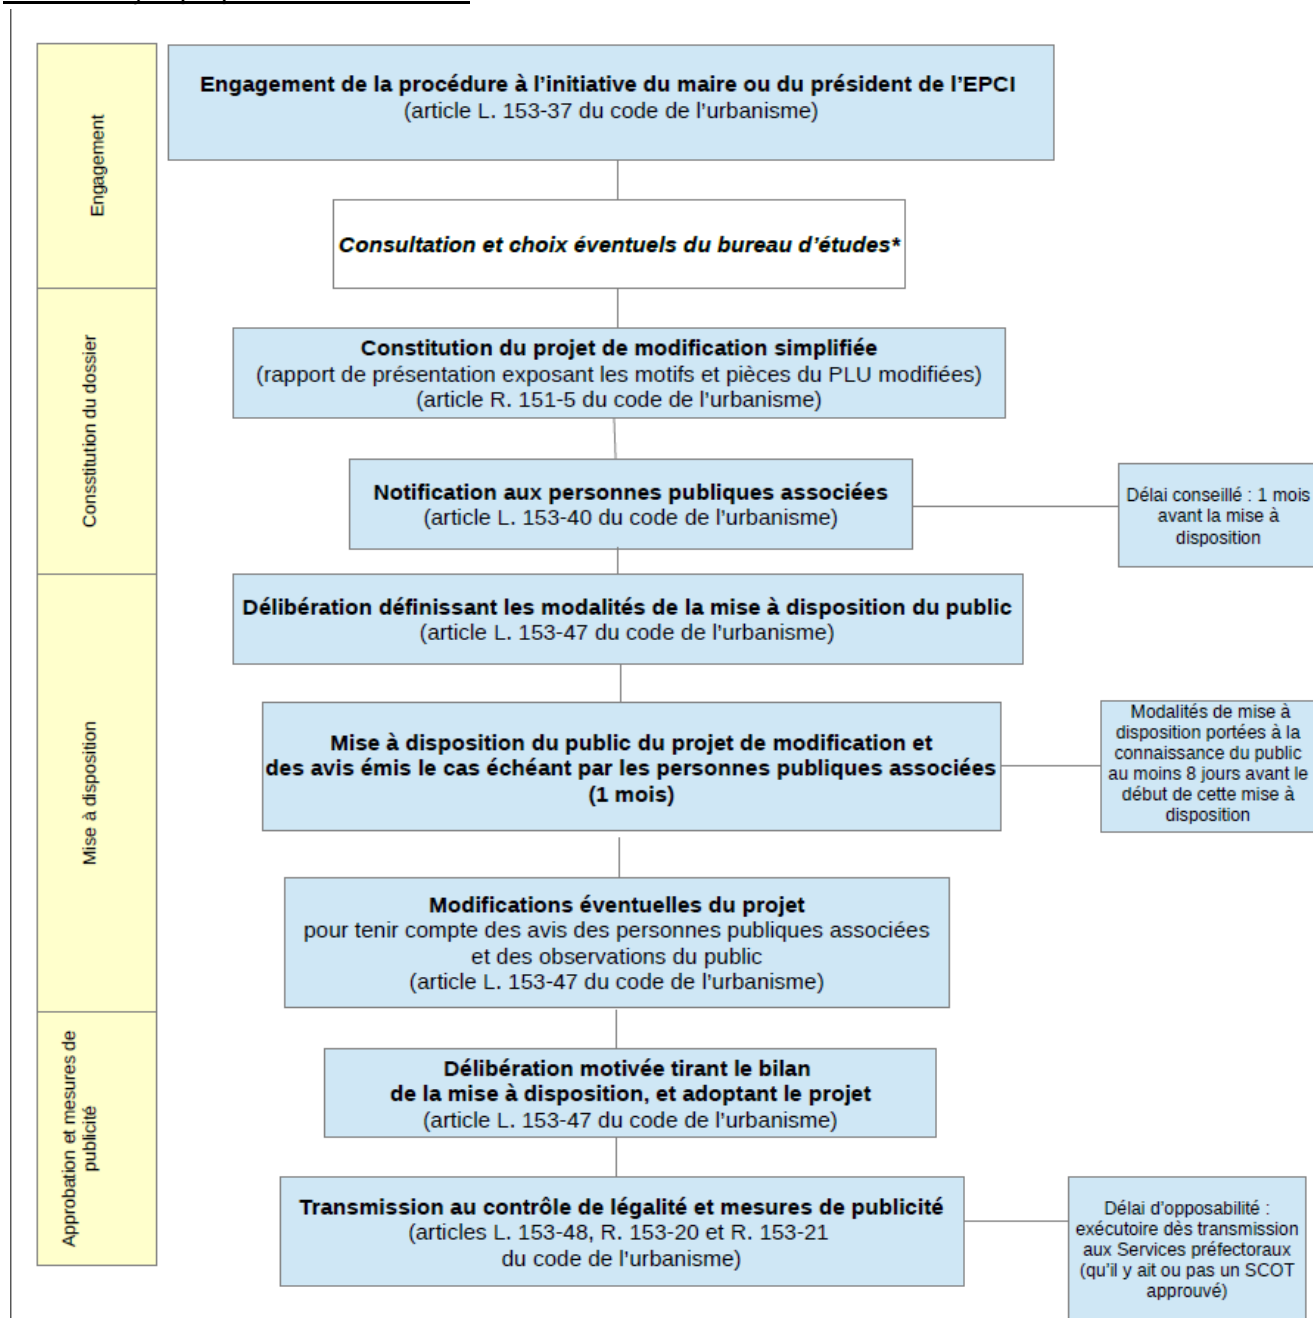 Engagement
Engagement de la procédure à l'initiative du maire ou du président de l'EPCI
(article L. 153-37 du code de l'urbanisme)
Consultation et choix éventuels du bureau d'études*
Consstitution du dossier
Constitution du projet de modification simplifiée
(rapport de présentation exposant les motifs et pièces du PLU modifiées)
(article R. 151-5 du code de l'urbanisme)
Notification aux personnes publiques associées
(article L. 153-40 du code de l'urbanisme)
Délai conseillé : 1 mois
avant la mise à
disposition
Mise à disposition
Délibération définissant les modalités de la mise à disposition du public
(article L. 153-47 du code de l'urbanisme)
Mise à disposition du public du projet de modification et
des avis émis le cas échéant par les personnes publiques associées
(1 mois)
Modalités de mise à
disposition portées à la
connaissance du public
au moins 8 jours avant le
début de cette mise à
disposition
Modifications éventuelles du projet
pour tenir compte des avis des personnes publiques associées
et des observations du public
(article L. 153-47 du code de l'urbanisme)
Approbation et mesures de
publicité
Délibération motivée tirant le bilan
de la mise à disposition, et adoptant le projet
(article L. 153-47 du code de l'urbanisme)
Transmission au contrôle de légalité et mesures de publicité
(articles L. 153-48, R. 153-20 et R. 153-21
du code de l'urbanisme)
Délai d'opposabilité :
exécutoire dès transmission
aux Services préfectoraux
(qu'il y ait ou pas un SCOT
approuvé)